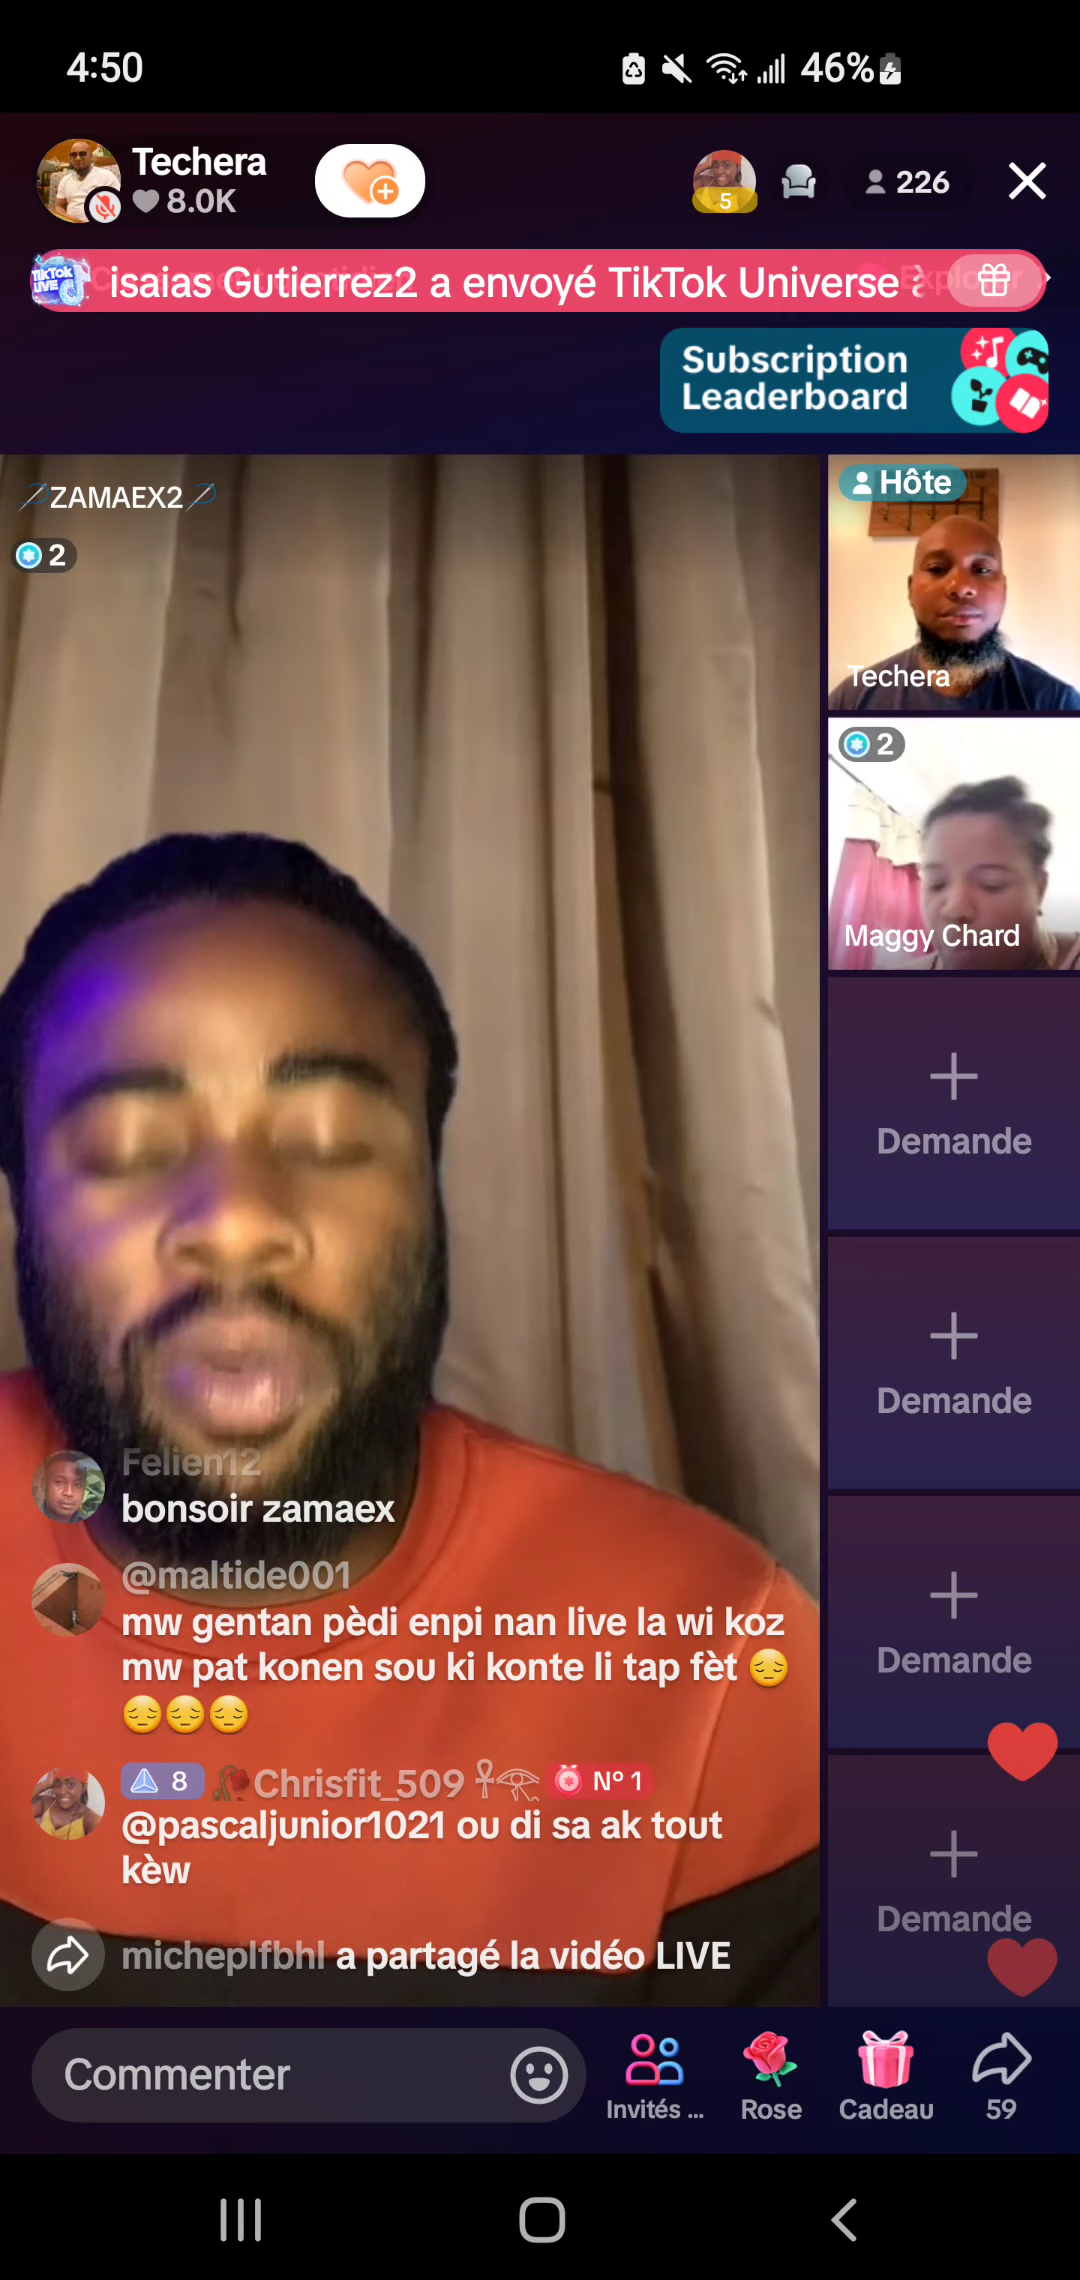 4:50
46%
Techera
8.0K
5
226
isaias Gutierrez2 a envoyé TikTok Universe
Subscription
Leaderboard
ZAMAEX2
2
Hôte
Techera
2
Maggy Chard
Demande
Demande
Demande
Demande
Felien12
bonsoir zamaex
@maltide001
mw gentan pèdi enpi nan live la wi koz
mw pat konen sou ki konte li tap fèt 😔
😔😔😔
8 🥀Chrisfit_509 ☥𓂀 Nº 1
@pascaljunior1021 ou di sa ak tout
kèw
micheplfbhl a partagé la vidéo LIVE
Commenter
Invités ...
Rose
Cadeau
59